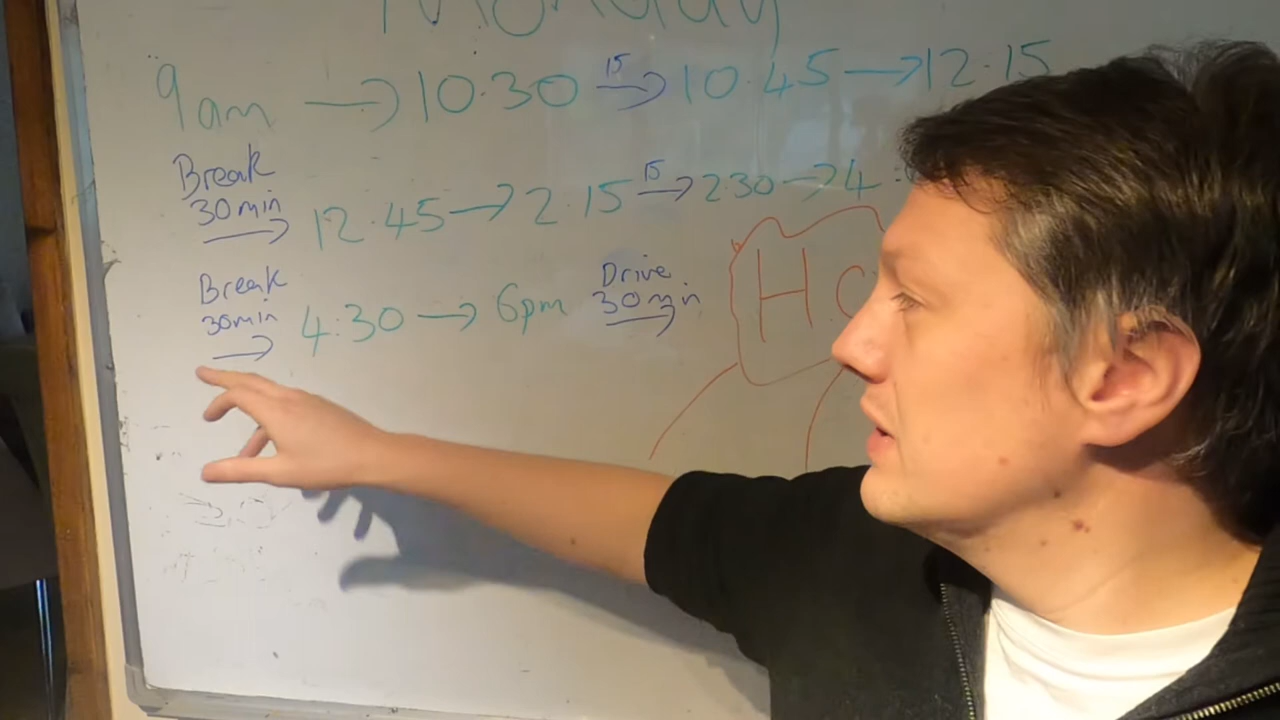 Monday
9am → 10.30 15 → 10.45 → 12.15
Break
30min → 12.45 → 2.15 15 → 2.30 → 4
Break
30min → 4:30 → 6pm Drive 30min →
H.